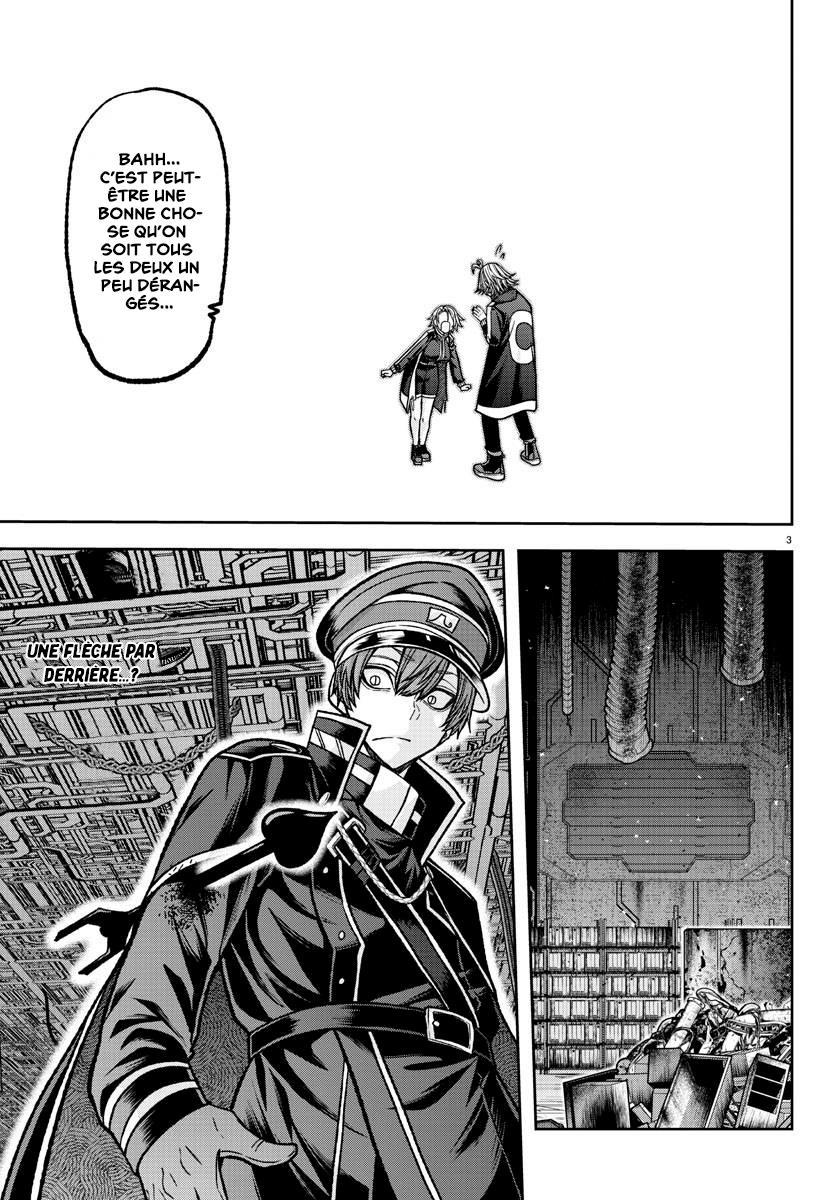 BAHH...
C'EST PEUT-
ÊTRE UNE
BONNE CHO-
SE QU'ON
SOIT TOUS
LES DEUX UN
PEU DÉRAN-
GÉS...
3
UNE FLÈCHE PAR
DERRIÈRE...?